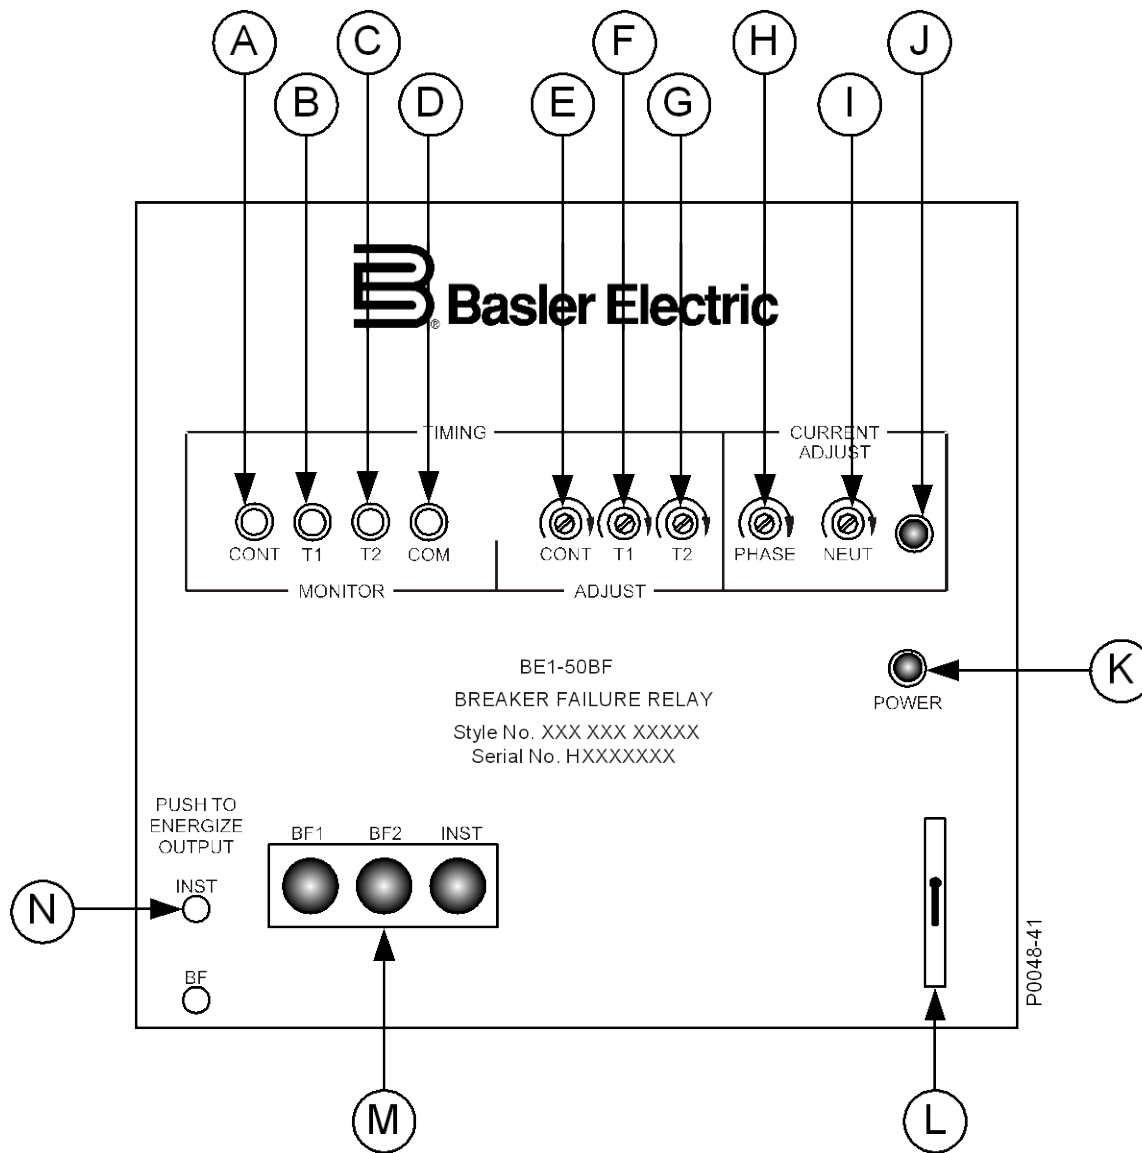 A C F H J
B D E G I
® Basler Electric
TIMING CURRENT
ADJUST
CONT T1 T2 COM CONT T1 T2 PHASE NEUT
MONITOR ADJUST
BE1-50BF
BREAKER FAILURE RELAY
Style No. XXX XXX XXXXX
Serial No. HXXXXXXX
POWER
K
PUSH TO
ENERGIZE
OUTPUT
BF1 BF2 INST
INST
N
BF
P0048-41
M L